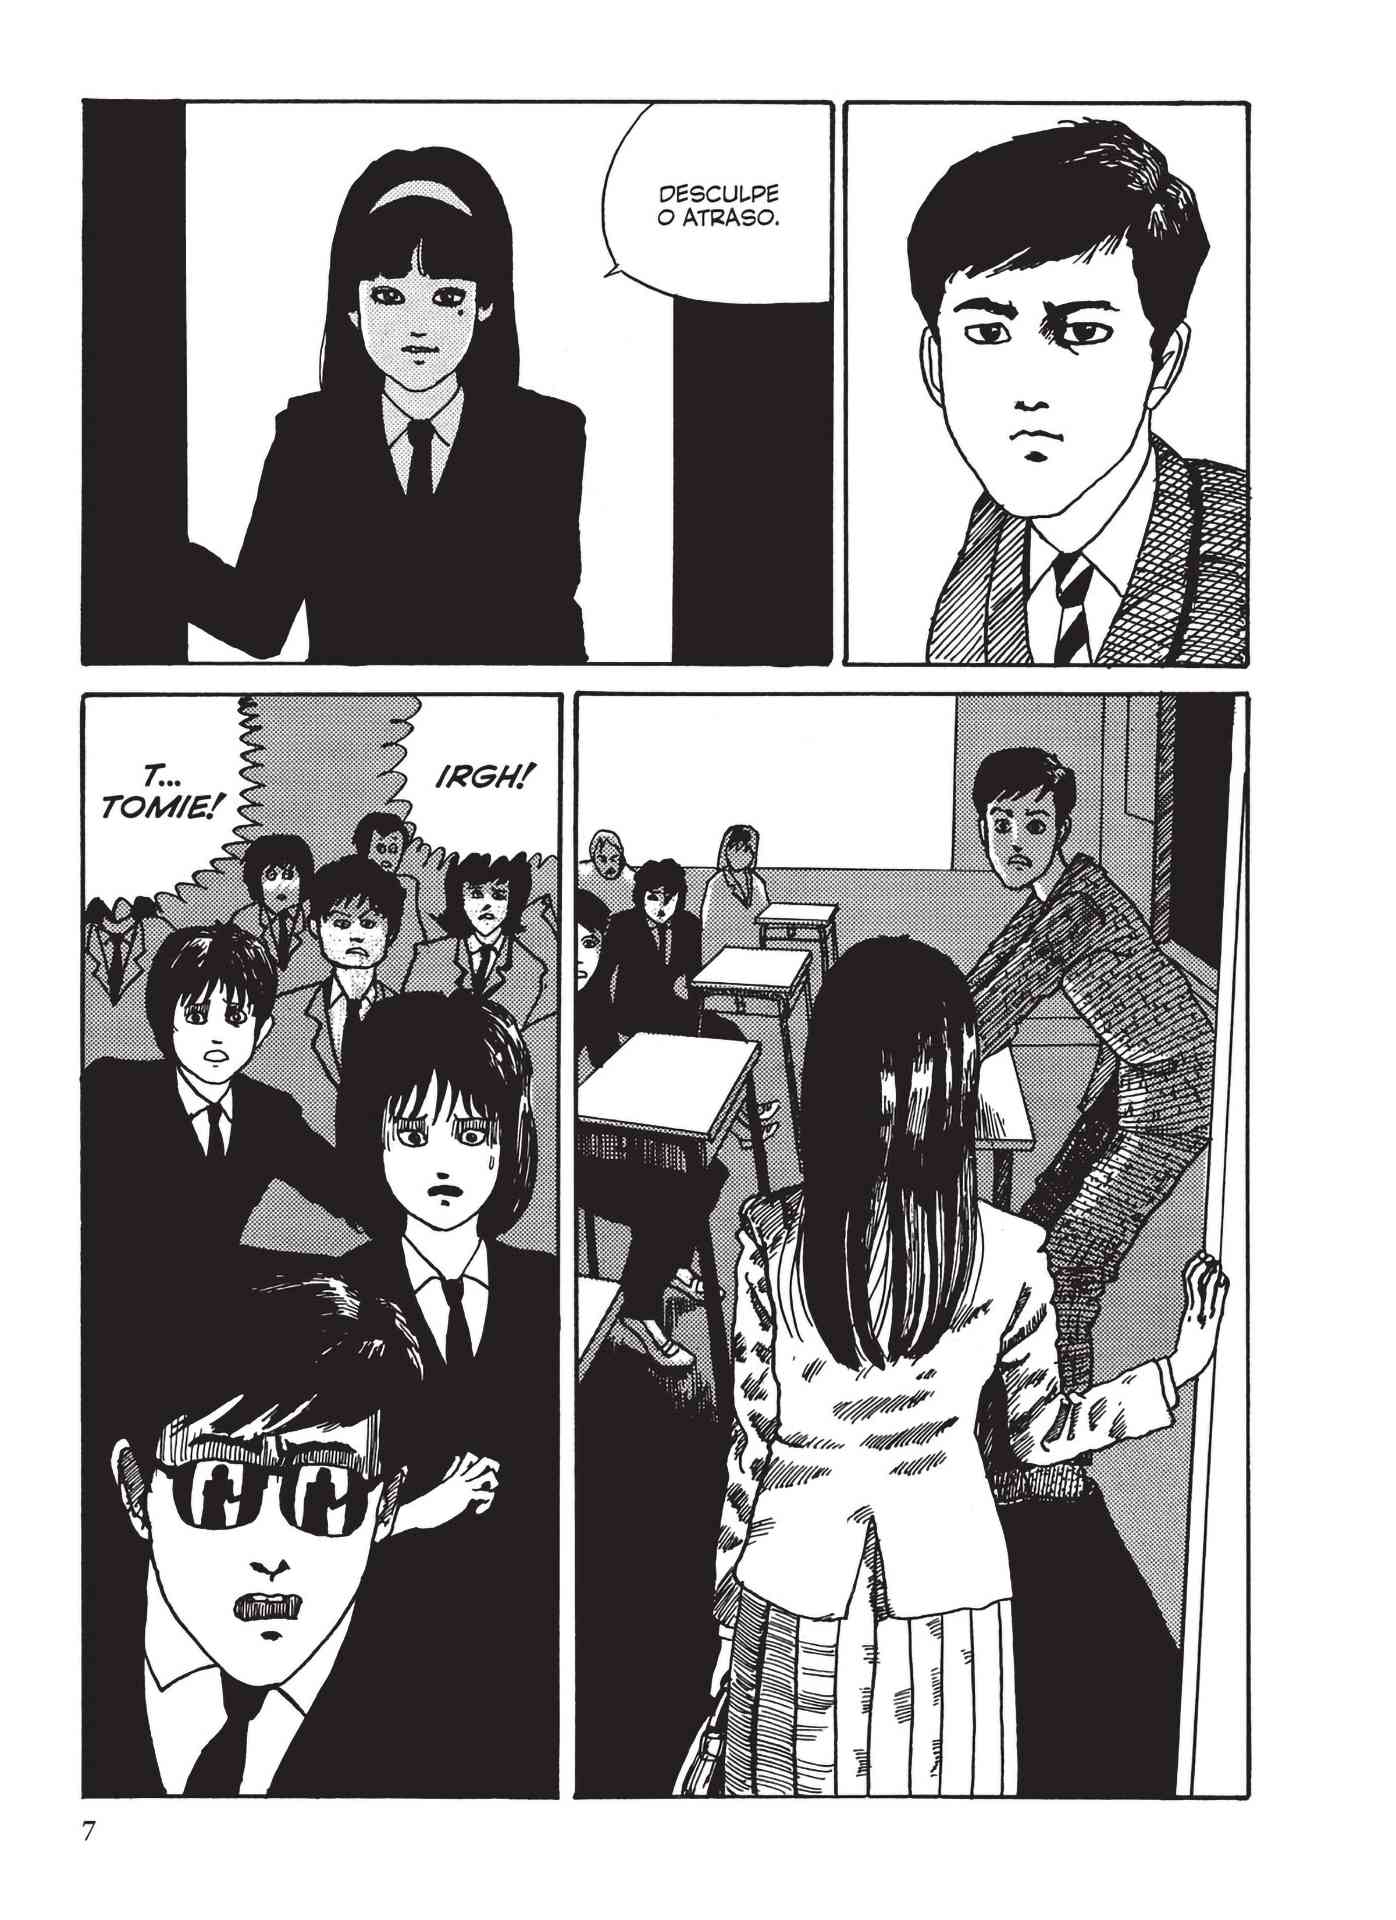 DESCULPE
O ATRASO.
T...
TOMIE!
IRGH!
7